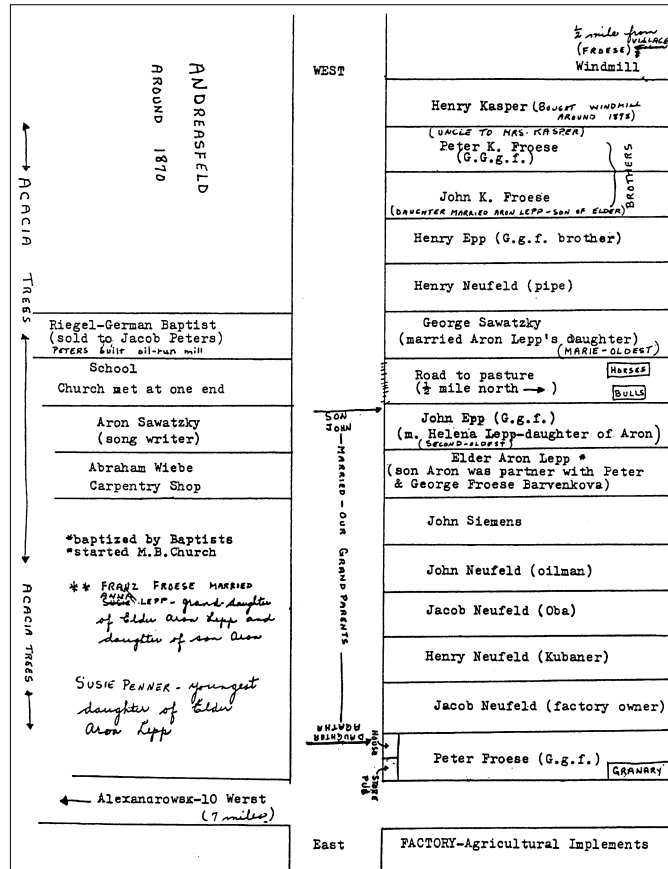 ½ mile from
VILLAGE
(FROESE)
Windmill
WEST
ANDREASFELD
AROUND 1870
ACACIA TREES
Henry Kasper (BOUGHT WINDMILL
AROUND 1898)
(UNCLE TO MRS. KASPER)
Peter K. Froese
(G.G.g.f.)
BROTHERS
John K. Froese
(DAUGHTER MARRIED ARON LEPP - SON OF ELDER)
Henry Epp (G.g.f. brother)
Henry Neufeld (pipe)
Riegel-German Baptist
(sold to Jacob Peters)
PETERS built oil-run mill
George Sawatzky
(married Aron Lepp's daughter)
(MARIE-OLDEST)
School
Church met at one end
Road to pasture
(½ mile north → )
HORSES
BULLS
Aron Sawatzky
(song writer)
SON
JOHN
— MARRIED — OUR GRAND PARENTS
John Epp (G.g.f.)
(m. Helena Lepp-daughter of Aron)
(SECOND-OLDEST)
Abraham Wiebe
Carpentry Shop
Elder Aron Lepp *
(son Aron was partner with Peter
& George Froese Barvenkova)
John Siemens
*baptized by Baptists
*started M.B.Church
John Neufeld (oilman)
** FRANZ FROESE MARRIED
ANNA
SUSIE LEPP - grand-daughter
of Elder Aron Lepp and
daughter of son Aron
ACACIA TREES
Jacob Neufeld (Oba)
Henry Neufeld (Kubaner)
SUSIE PENNER - youngest
daughter of Elder
Aron Lepp
Jacob Neufeld (factory owner)
DAUGHTER
AGATHA
HOUSE
STORE
PUB
Peter Froese (G.g.f.)
GRANARY
← Alexandrowsk-10 Werst
(7 miles)
East
FACTORY-Agricultural Implements